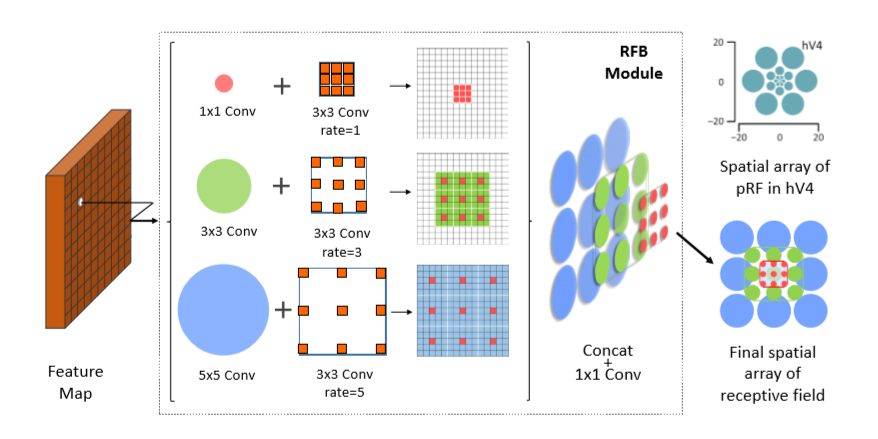 Feature
Map
1x1 Conv
3x3 Conv
rate=1
3x3 Conv
3x3 Conv
rate=3
5x5 Conv
3x3 Conv
rate=5
RFB
Module
Concat
+
1x1 Conv
20
0
−20
−20
0
20
hV4
Spatial array of
pRF in hV4
Final spatial
array of
receptive field